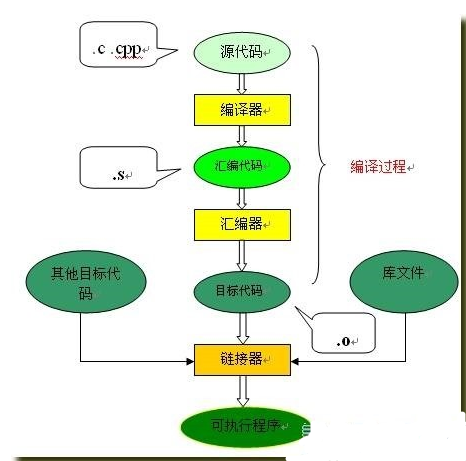 .c .cpp
源代码
编译器
汇编代码
.s
编译过程
汇编器
其他目标代
码
目标代码
库文件
.o
链接器
可执行程序